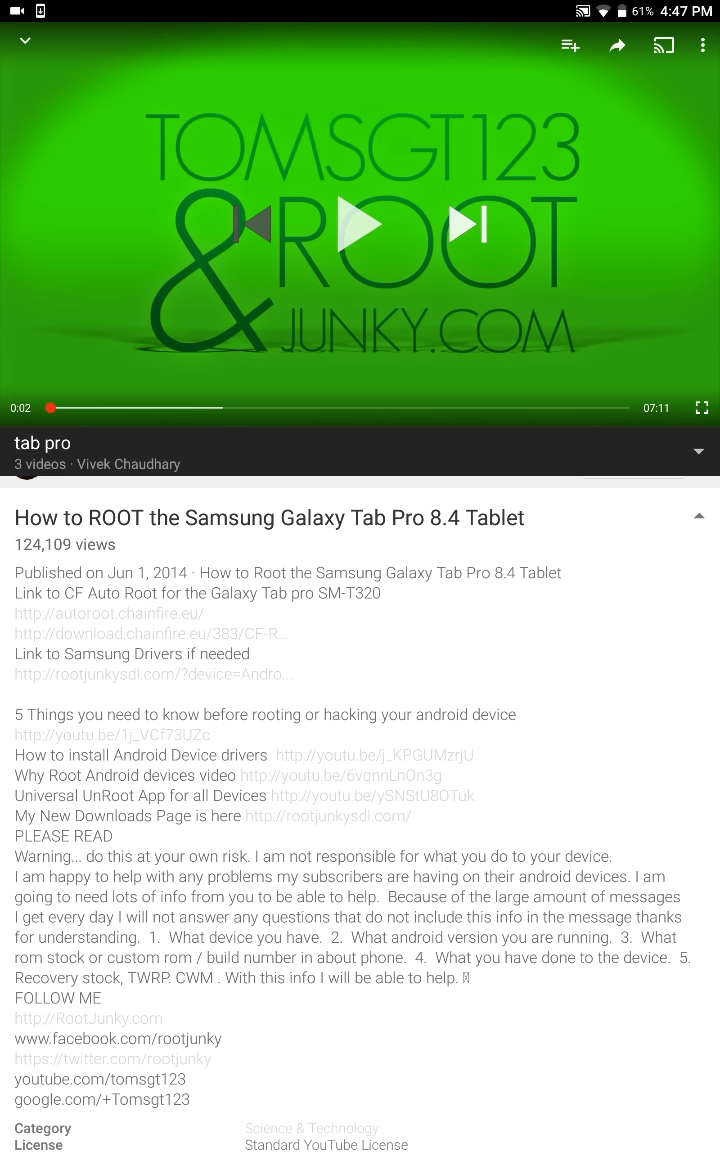 61% 4:47 PM
TOMSGT123
& ROOT
JUNKY.COM
0:02 07:11
tab pro
3 videos · Vivek Chaudhary
How to ROOT the Samsung Galaxy Tab Pro 8.4 Tablet
124,109 views
Published on Jun 1, 2014 · How to Root the Samsung Galaxy Tab Pro 8.4 Tablet
Link to CF Auto Root for the Galaxy Tab pro SM-T320
http://autoroot.chainfire.eu/
http://download.chainfire.eu/383/CF-R...
Link to Samsung Drivers if needed
http://rootjunkysdl.com/?device=Andro...
5 Things you need to know before rooting or hacking your android device
http://youtu.be/1j_VCf73UZc
How to install Android Device drivers  http://youtu.be/j_KPGUMzrjU
Why Root Android devices video http://youtu.be/6vqnnLnOn3g
Universal UnRoot App for all Devices http://youtu.be/ySNStU8OTuk
My New Downloads Page is here http://rootjunkysdl.com/
PLEASE READ
Warning... do this at your own risk. I am not responsible for what you do to your device.
I am happy to help with any problems my subscribers are having on their android devices. I am
going to need lots of info from you to be able to help.  Because of the large amount of messages
I get every day I will not answer any questions that do not include this info in the message thanks
for understanding.  1.  What device you have.  2.  What android version you are running.  3.  What
rom stock or custom rom / build number in about phone.  4.  What you have done to the device.  5.
Recovery stock, TWRP. CWM . With this info I will be able to help.
FOLLOW ME
http://RootJunky.com
www.facebook.com/rootjunky
https://twitter.com/rootjunky
youtube.com/tomsgt123
google.com/+Tomsgt123
Category Science & Technology
License Standard YouTube License